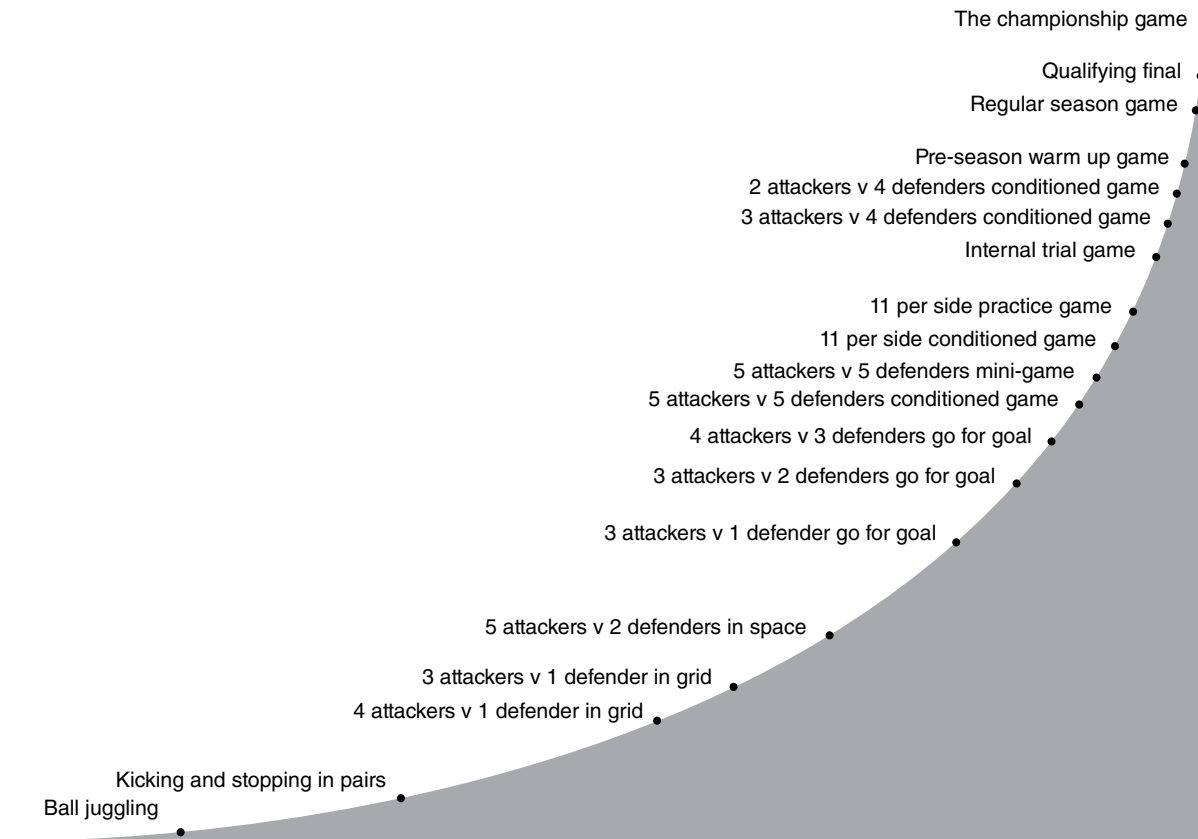 The championship game
Qualifying final
Regular season game
Pre-season warm up game
2 attackers v 4 defenders conditioned game
3 attackers v 4 defenders conditioned game
Internal trial game
11 per side practice game
11 per side conditioned game
5 attackers v 5 defenders mini-game
5 attackers v 5 defenders conditioned game
4 attackers v 3 defenders go for goal
3 attackers v 2 defenders go for goal
3 attackers v 1 defender go for goal
5 attackers v 2 defenders in space
3 attackers v 1 defender in grid
4 attackers v 1 defender in grid
Kicking and stopping in pairs
Ball juggling